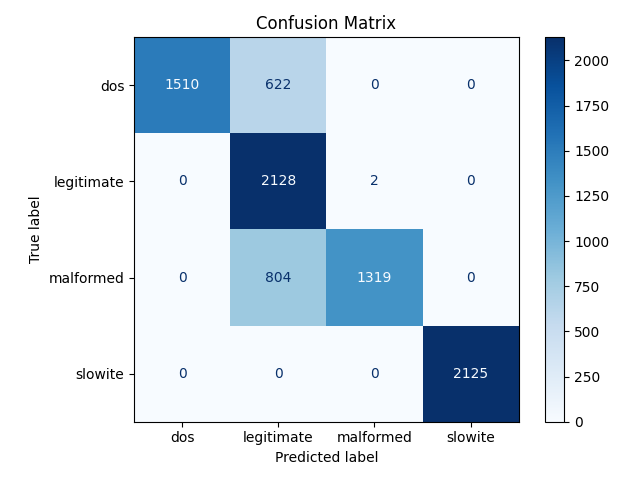 Confusion Matrix
dos 1510 622 0 0
legitimate 0 2128 2 0
malformed 0 804 1319 0
slowite 0 0 0 2125
dos legitimate malformed slowite
Predicted label
True label
2000
1750
1500
1250
1000
750
500
250
0